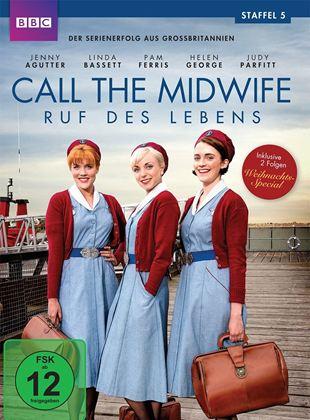 BBC
STAFFEL 5
DER SERIENERFOLG AUS GROSSBRITANNIEN
JENNY AGUTTER
LINDA BASSETT
PAM FERRIS
HELEN GEORGE
JUDY PARFITT
CALL THE MIDWIFE
RUF DES LEBENS
Inklusive
2 Folgen
Weihnachts-
Special
FSK
ab
12
freigegeben